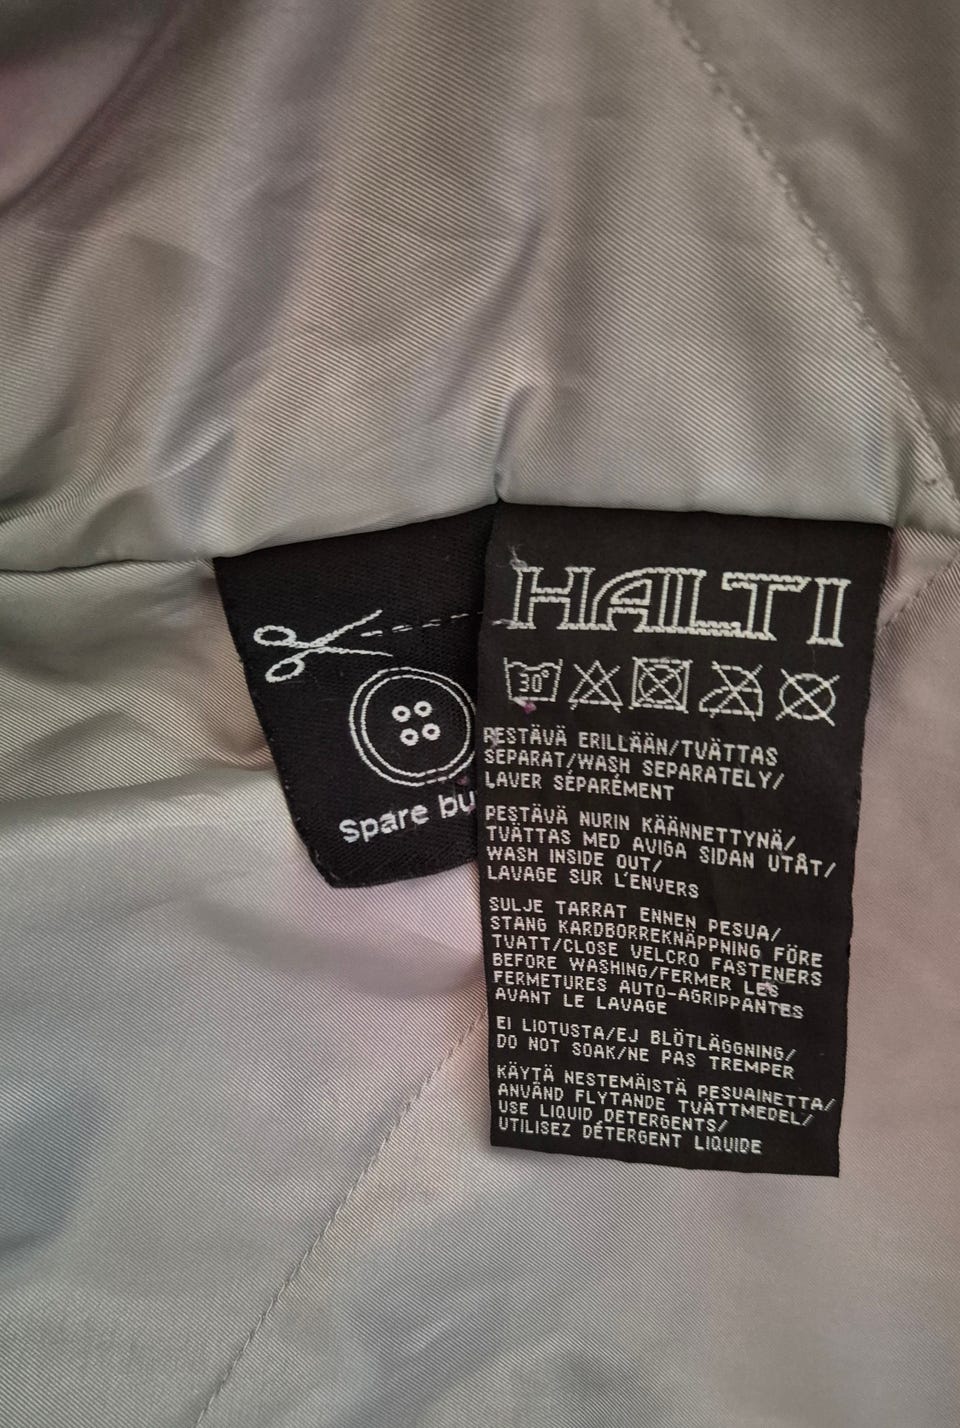 Spare bu
HALTI
30°
PESTÄVÄ ERILLÄÄN/TVÄTTAS
SEPARAT/WASH SEPARATELY/
LAVER SÉPARÉMENT
PESTÄVÄ NURIN KÄÄNNETTYNÄ/
TVÄTTAS MED AVIGA SIDAN UTÅT/
WASH INSIDE OUT/
LAVAGE SUR L'ENVERS
SULJE TARRAT ENNEN PESUA/
STÄNG KARDBORREKNÄPPNING FÖRE
TVATT/CLOSE VELCRO FASTENERS
BEFORE WASHING/FERMER LES
FERMETURES AUTO-AGRIPPANTES
AVANT LE LAVAGE
EI LIOTUSTA/EJ BLÖTLÄGGNING/
DO NOT SOAK/NE PAS TREMPER
KÄYTÄ NESTEMÄISTÄ PESUAINETTA/
ANVÄND FLYTANDE TVÄTTMEDEL/
USE LIQUID DETERGENTS/
UTILISEZ DÉTERGENT LIQUIDE